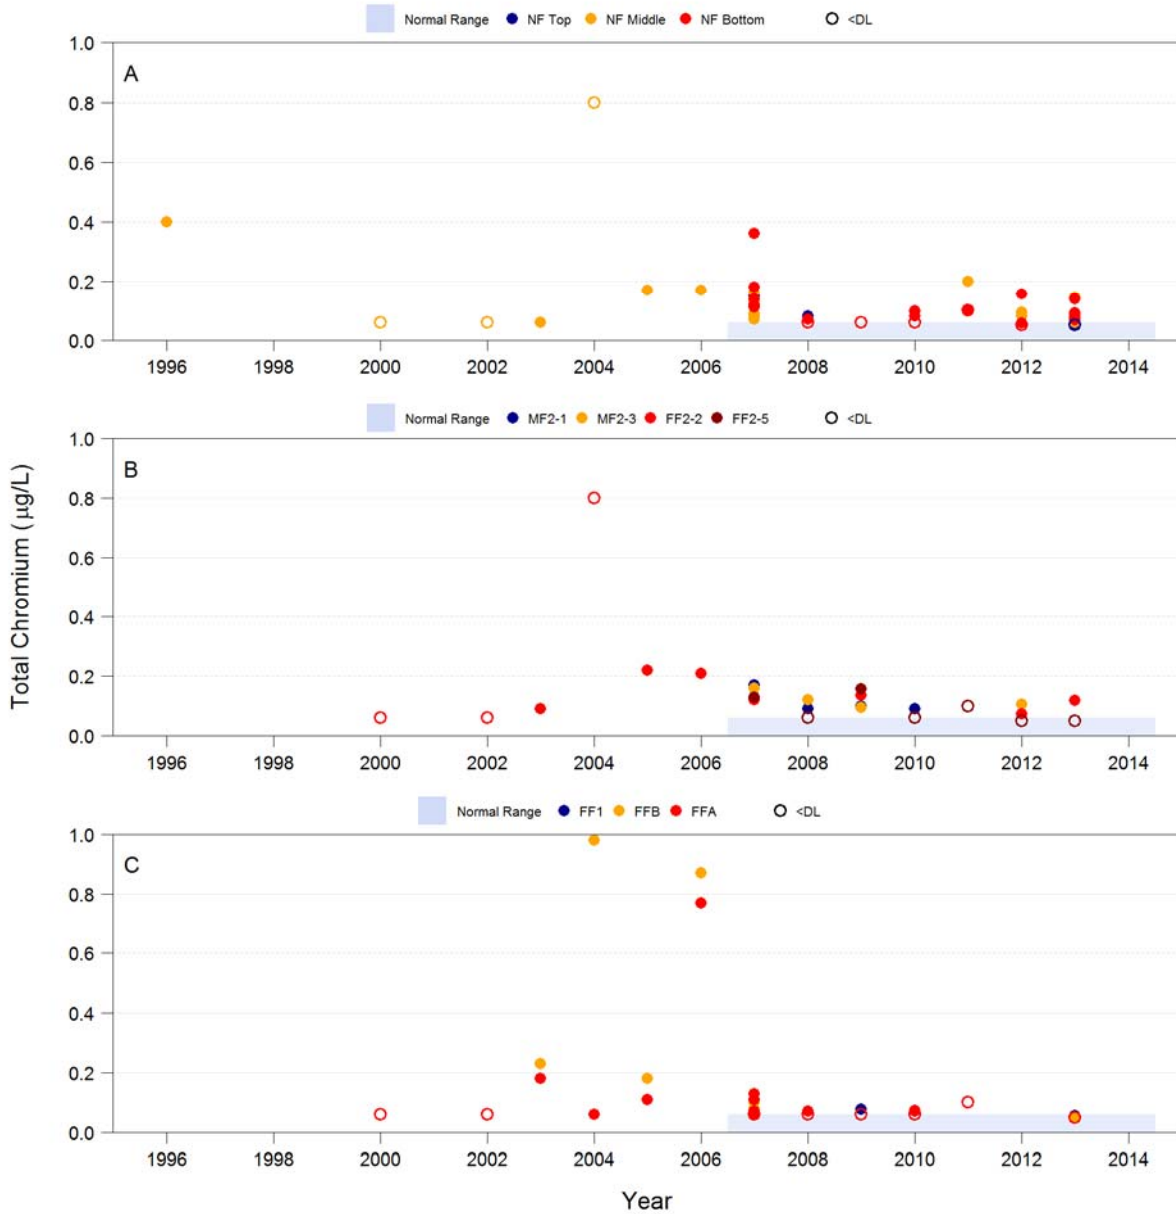 Normal Range NF Top NF Middle NF Bottom <DL
A
1.0
0.8
0.6
0.4
0.2
0.0
1996 1998 2000 2002 2004 2006 2008 2010 2012 2014
Normal Range MF2-1 MF2-3 FF2-2 FF2-5 <DL
B
1.0
0.8
0.6
0.4
0.2
0.0
1996 1998 2000 2002 2004 2006 2008 2010 2012 2014
Total Chromium (μg/L)
Normal Range FF1 FFB FFA <DL
C
1.0
0.8
0.6
0.4
0.2
0.0
1996 1998 2000 2002 2004 2006 2008 2010 2012 2014
Year